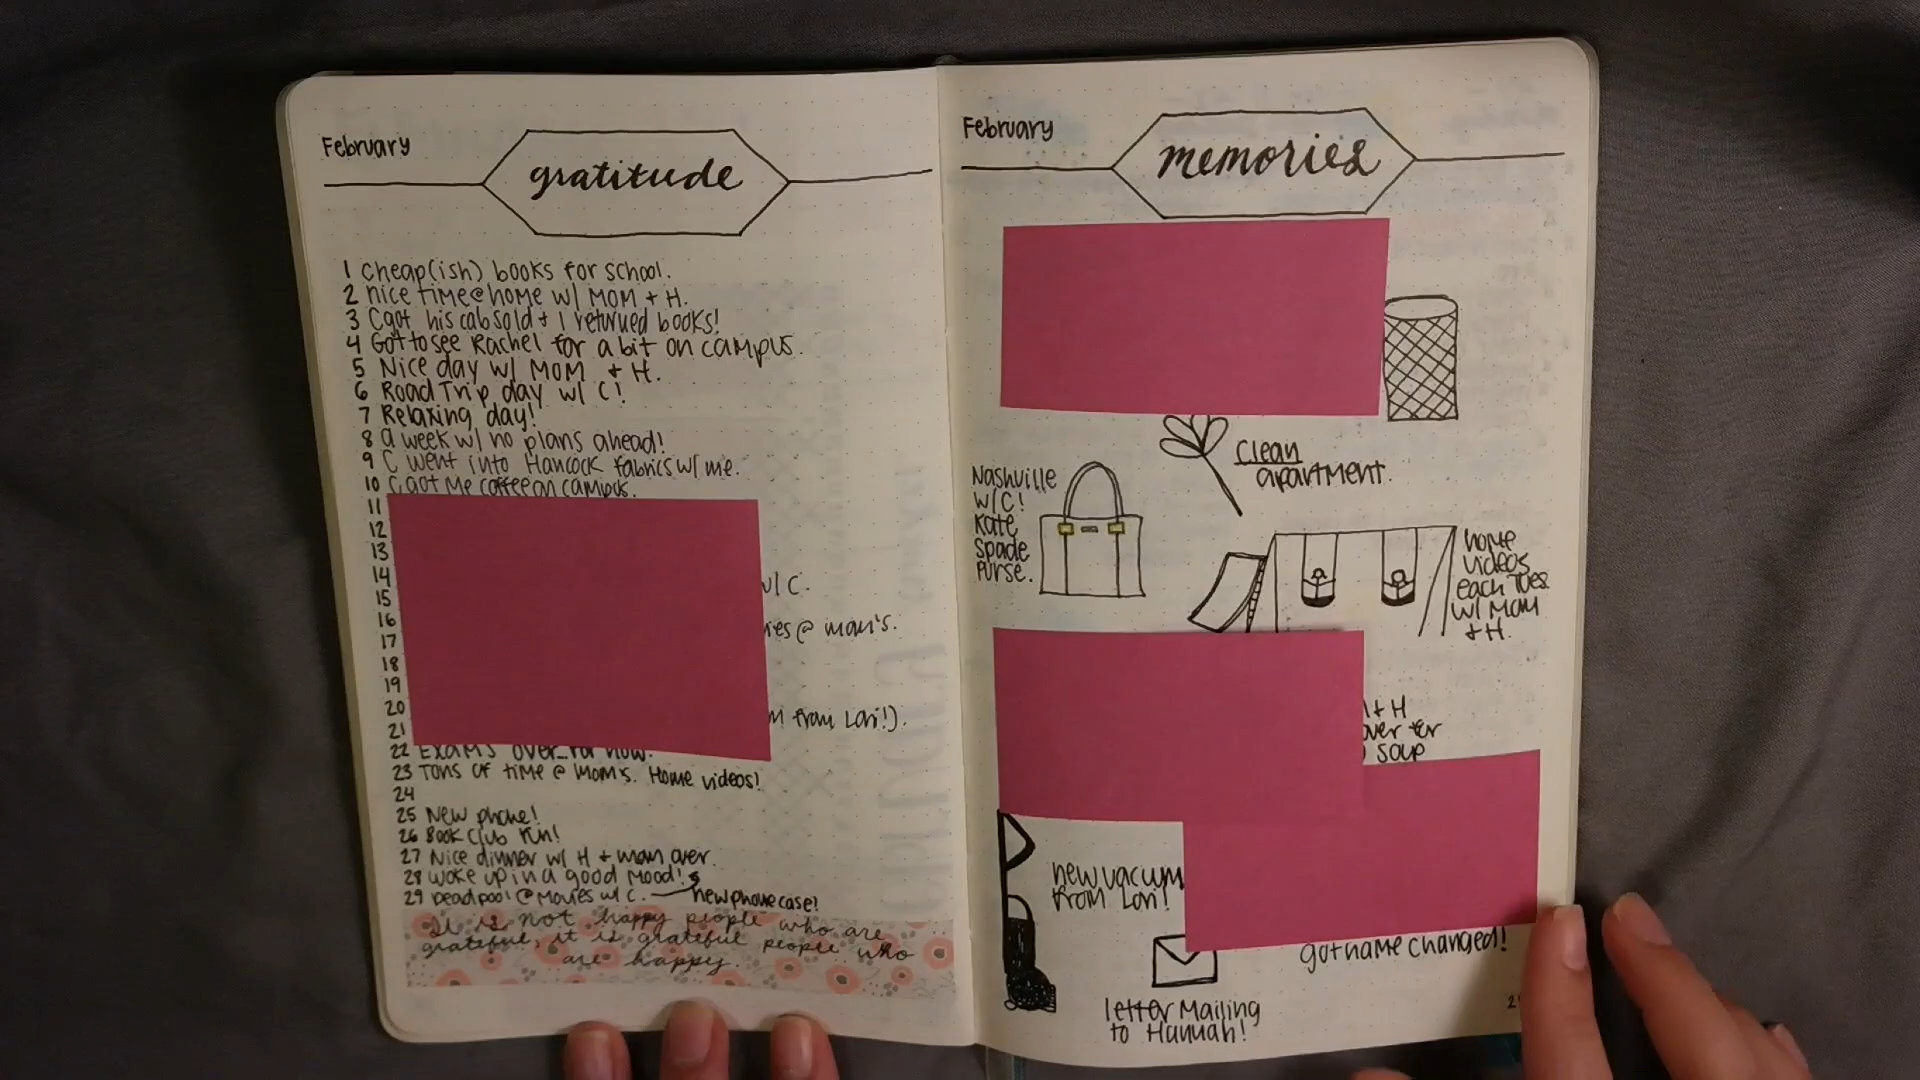 February
gratitude
1 cheap(ish) books for school.
2 nice time@home w/ MOM + H.
3 C got his cab sold + I returned books!
4 Got to see Rachel for a bit on campus.
5 Nice day w/ MOM + H.
6 Road Trip day w/ C!
7 Relaxing day!
8 a week w/ no plans ahead!
9 C went into Hancock fabrics w/ me.
10 C got me coffee on campus.
11
12
13
14 w/ C.
15
16 @ mom's.
17
18
19
20 from Lori!).
21
22 Exams over...for now.
23 Tons of time @ Mom's. Home videos!
24
25 New phone!
26 Book Club fun!
27 Nice dinner w/ H + mom over.
28 woke up in a good mood!
29 Deadpool @ Movies w/ C. new phone case!
It is not happy people who are
grateful, it is grateful people who
are happy.
February
memories
Clean
apartment.
Nashville
w/C!
Kate
Spade
Purse.
home
videos
each Tues.
w/ Mom
+ H.
+ H
over for
soup
new vacuum
from Lori!
letter Mailing
to Hannah!
got name changed!